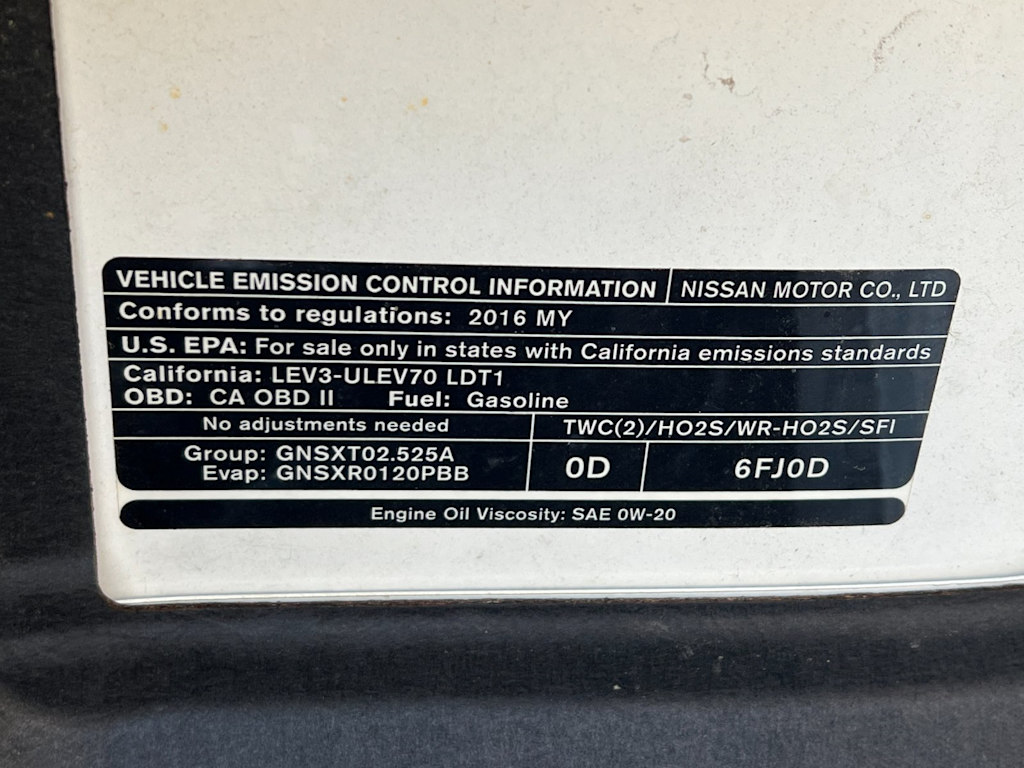 VEHICLE EMISSION CONTROL INFORMATION NISSAN MOTOR CO., LTD
Conforms to regulations: 2016 MY
U.S. EPA: For sale only in states with California emissions standards
California: LEV3-ULEV70 LDT1
OBD: CA OBD II Fuel: Gasoline
No adjustments needed TWC(2)/HO2S/WR-HO2S/SFI
Group: GNSXT02.525A
Evap: GNSXR0120PBB
0D 6FJ0D
Engine Oil Viscosity: SAE 0W-20